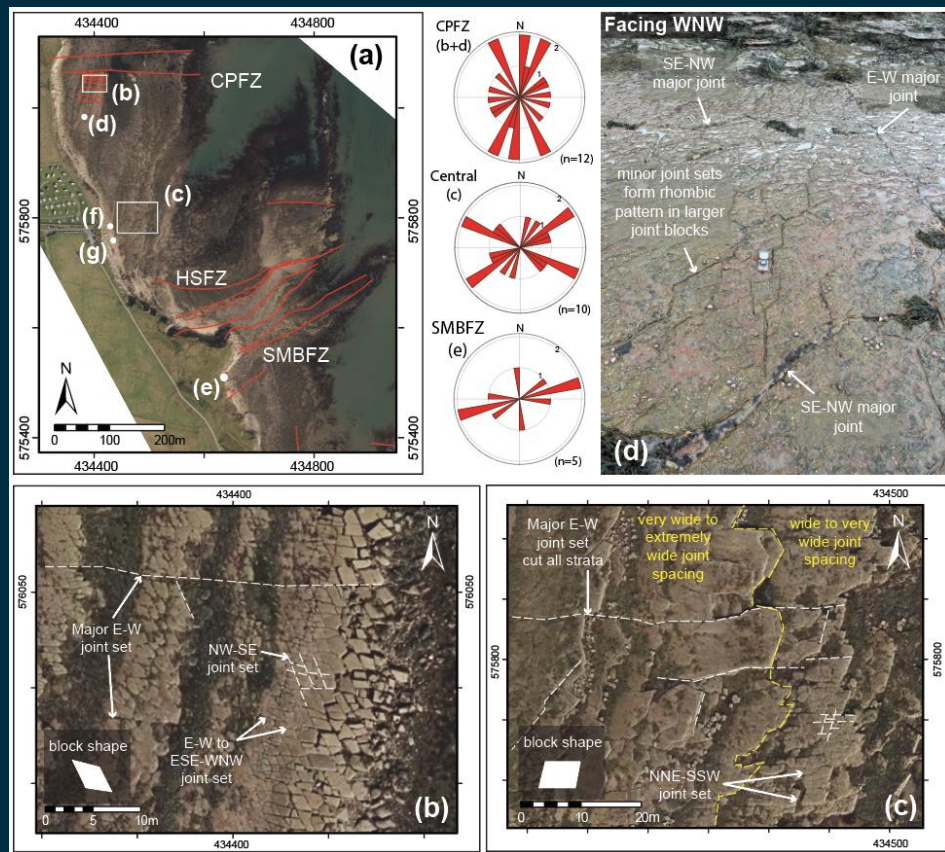 434400
434800
(a)
CPFZ
(b)
(d)
(c)
575800
(f)
(g)
HSFZ
SMBFZ
(e)
N
0
100
200m
575400
434400
434800
CPFZ
(b+d)
N
2
1
(n=12)
Central
(c)
N
2
1
(n=10)
SMBFZ
(e)
N
2
1
(n=5)
Facing WNW
SE-NW
major joint
E-W major
joint
minor joint sets
form rhombic
pattern in larger
joint blocks
SE-NW major
joint
(d)
434400
N
576050
Major E-W
joint set
NW-SE
joint set
E-W to
ESE-WNW
joint set
block shape
0
5
10m
(b)
434400
434500
Major E-W
joint set
cut all strata
very wide to
extremely
wide joint
spacing
wide to very
wide joint
spacing
N
575800
block shape
NNE-SSW
joint set
0
10
20m
(c)
434500